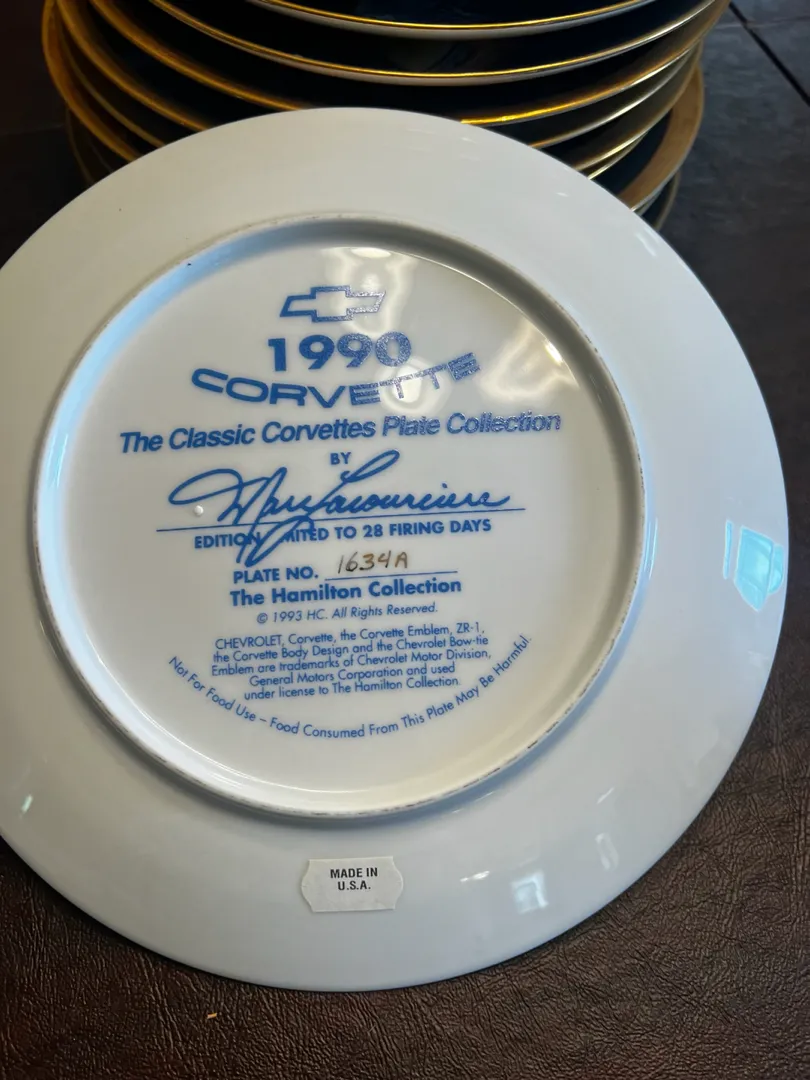 1990
CORVETTE
The Classic Corvettes Plate Collection
BY
EDITION MITED TO 28 FIRING DAYS
PLATE NO. 1634A
The Hamilton Collection
© 1993 HC. All Rights Reserved.
CHEVROLET, Corvette, the Corvette Emblem, ZR-1,
the Corvette Body Design and the Chevrolet Bow-tie
Emblem are trademarks of Chevrolet Motor Division,
General Motors Corporation and used
under license to The Hamilton Collection.
Not For Food Use – Food Consumed From This Plate May Be Harmful.
MADE IN
U.S.A.